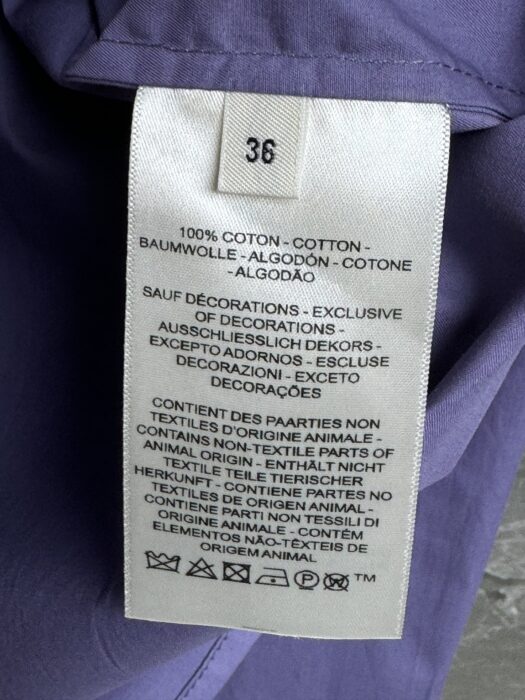 36
100% COTON - COTTON -
BAUMWOLLE - ALGODÓN - COTONE
- ALGODÃO
SAUF DÉCORATIONS - EXCLUSIVE
OF DECORATIONS -
AUSSCHLIESSLICH DEKORS -
EXCEPTO ADORNOS - ESCLUSE
DECORAZIONI - EXCETO
DECORAÇÕES
CONTIENT DES PAARTIES NON
TEXTILES D'ORIGINE ANIMALE -
CONTAINS NON-TEXTILE PARTS OF
ANIMAL ORIGIN - ENTHÄLT NICHT
TEXTILE TEILE TIERISCHER
HERKUNFT - CONTIENE PARTES NO
TEXTILES DE ORIGEN ANIMAL -
CONTIENE PARTI NON TESSILI DI
ORIGINE ANIMALE - CONTÉM
ELEMENTOS NÃO-TÊXTEIS DE
ORIGEM ANIMAL
P W ™